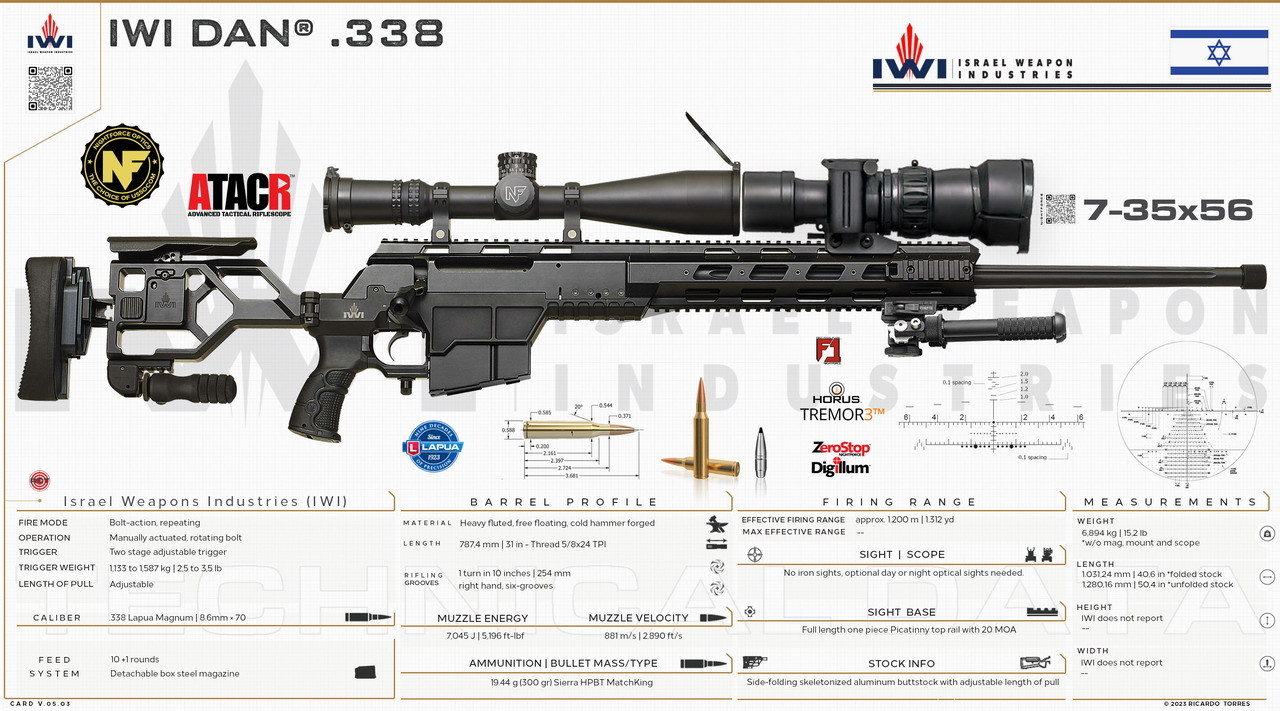 IWI
ISRAEL WEAPON INDUSTRIES
IWI DAN® .338
IWI
ISRAEL WEAPON
INDUSTRIES
NIGHTFORCE OPTICS
NF
THE CHOICE OF USSOCOM
ATACR™
ADVANCED TACTICAL RIFLESCOPE
NF
7-35x56
IWI
IWI
ISRAEL WEAPON
INDUSTRIES
F1
HORUS
TREMOR3™
ZeroStop
NIGHTFORCE
DigIllum
0.1 spacing
2.0
1.5
1.2
1.0
6 4 2 2 4 6
0.1 spacing
NINE DECADES
Since
LAPUA
1923
OF PRECISION
0.585
20°
0.544
0.371
0.588
0.200
2.161
2.397
2.724
3.681
Israel Weapons Industries (IWI)
FIRE MODE Bolt-action, repeating
OPERATION Manually actuated, rotating bolt
TRIGGER Two stage adjustable trigger
TRIGGER WEIGHT 1,133 to 1.587 kg | 2,5 to 3,5 lb
LENGTH OF PULL Adjustable
CALIBER .338 Lapua Magnum | 8.6mm × 70
FEED SYSTEM
10 +1 rounds
Detachable box steel magazine
BARREL PROFILE
MATERIAL Heavy fluted, free floating, cold hammer forged
LENGTH 787,4 mm | 31 in - Thread 5/8x24 TPI
RIFLING GROOVES
1 turn in 10 inches | 254 mm
right hand, six-grooves
MUZZLE ENERGY MUZZLE VELOCITY
7,045 J | 5,196 ft-lbf 881 m/s | 2.890 ft/s
AMMUNITION | BULLET MASS/TYPE
19.44 g (300 gr) Sierra HPBT MatchKing
FIRING RANGE
EFFECTIVE FIRING RANGE approx. 1.200 m | 1.312 yd
MAX EFFECTIVE RANGE --
SIGHT | SCOPE
No iron sights, optional day or night optical sights needed.
SIGHT BASE
Full length one piece Picatinny top rail with 20 MOA
STOCK INFO
Side-folding skeletonized aluminum buttstock with adjustable length of pull
MEASUREMENTS
WEIGHT
6,894 kg | 15,2 lb
*w/o mag, mount and scope
LENGTH
1.031,24 mm | 40.6 in *folded stock
1.280,16 mm | 50.4 in *unfolded stock
HEIGHT
IWI does not report
--
WIDTH
IWI does not report
--
TECHNICAL DATA
CARD V.05.03
© 2023 RICARDO TORRES